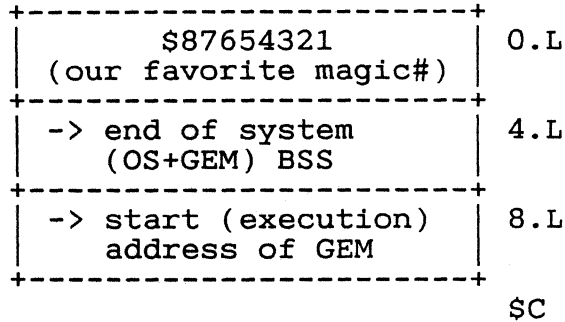 +------------------------+
| $87654321 | 0.L
| (our favorite magic#) |
+------------------------+
| -> end of system | 4.L
| (OS+GEM) BSS |
+------------------------+
| -> start (execution) | 8.L
| address of GEM |
+------------------------+
$C